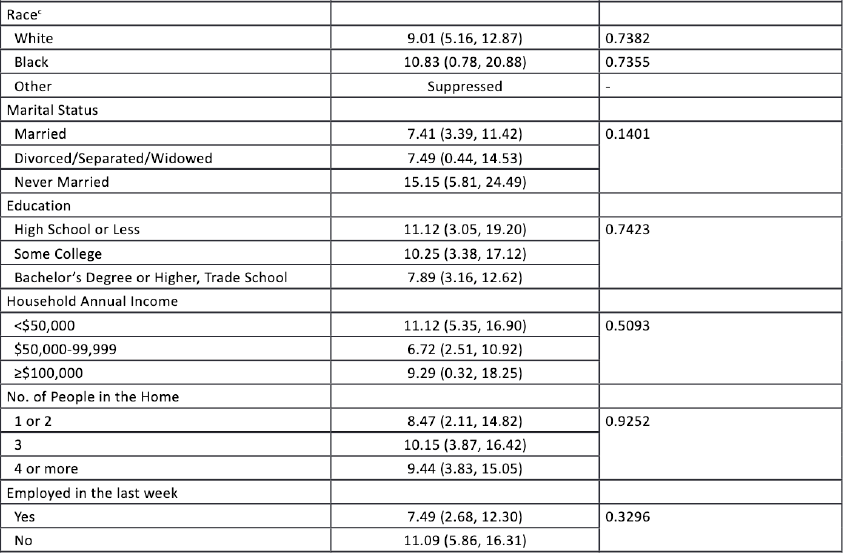 Raceᶜ
White 9.01 (5.16, 12.87) 0.7382
Black 10.83 (0.78, 20.88) 0.7355
Other Suppressed -
Marital Status
Married 7.41 (3.39, 11.42) 0.1401
Divorced/Separated/Widowed 7.49 (0.44, 14.53)
Never Married 15.15 (5.81, 24.49)
Education
High School or Less 11.12 (3.05, 19.20) 0.7423
Some College 10.25 (3.38, 17.12)
Bachelor's Degree or Higher, Trade School 7.89 (3.16, 12.62)
Household Annual Income
<$50,000 11.12 (5.35, 16.90) 0.5093
$50,000-99,999 6.72 (2.51, 10.92)
≥$100,000 9.29 (0.32, 18.25)
No. of People in the Home
1 or 2 8.47 (2.11, 14.82) 0.9252
3 10.15 (3.87, 16.42)
4 or more 9.44 (3.83, 15.05)
Employed in the last week
Yes 7.49 (2.68, 12.30) 0.3296
No 11.09 (5.86, 16.31)